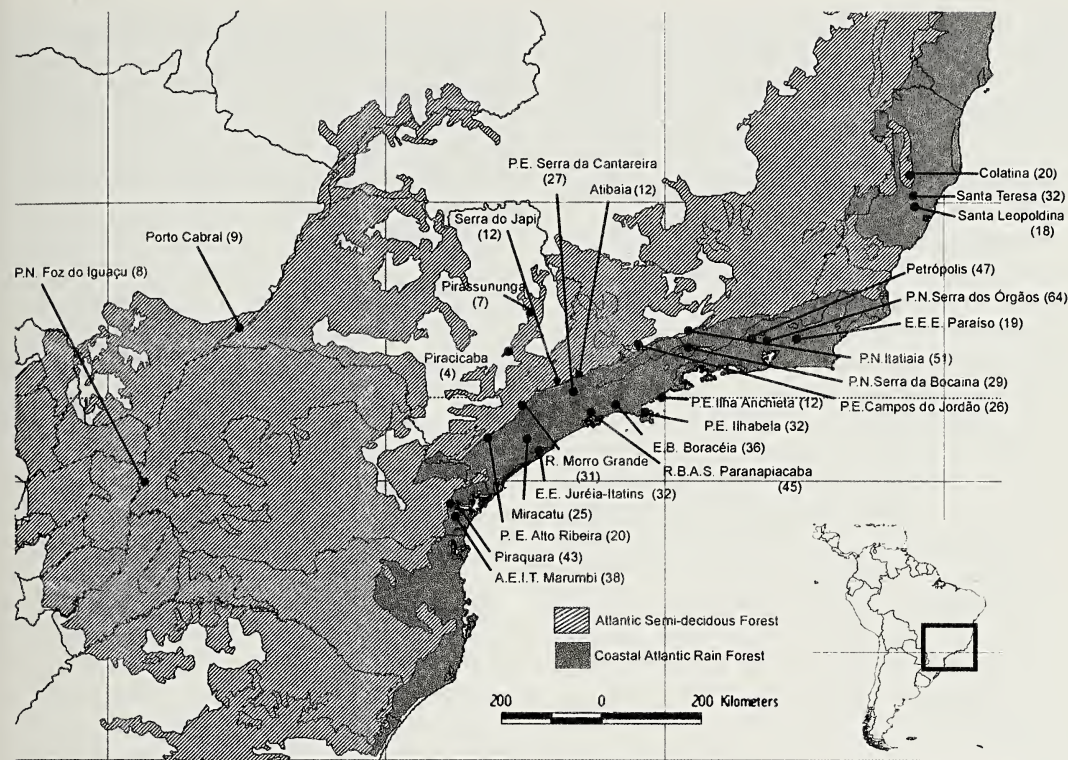 P.E. Serra da Cantareira
(27)
Atibaia (12)
Serra do Japi
(12)
Colatina (20)
Santa Teresa (32)
Santa Leopoldina
(18)
Porto Cabral (9)
P.N. Foz do Iguaçu (8)
Pirassununga
(7)
Petrópolis (47)
P.N.Serra dos Órgãos (64)
E.E.E. Paraíso (19)
Piracicaba
(4)
P.N.Itatiaia (51)
P.N.Serra da Bocaina (29)
P.E.Campos do Jordão (26)
P.E.Ilha Anchieta (12)
P.E. Ilhabela (32)
E.B. Boracéia (36)
R.B.A.S. Paranapiacaba
(45)
R. Morro Grande
(31)
E.E. Juréia-Itatins (32)
Miracatu (25)
P. E. Alto Ribeira (20)
Piraquara (43)
A.E.I.T. Marumbi (38)
Atlantic Semi-decidous Forest
Coastal Atlantic Rain Forest
200 0 200 Kilometers